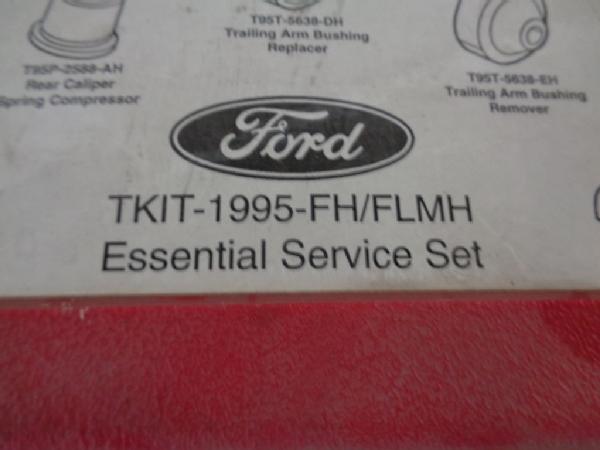 T95T-5638-DH
Trailing Arm Bushing
Replacer
T95P-2588-AH
Rear Caliper
Spring Compressor
T95T-5638-EH
Trailing Arm Bushing
Remover
Ford
TKIT-1995-FH/FLMH
Essential Service Set